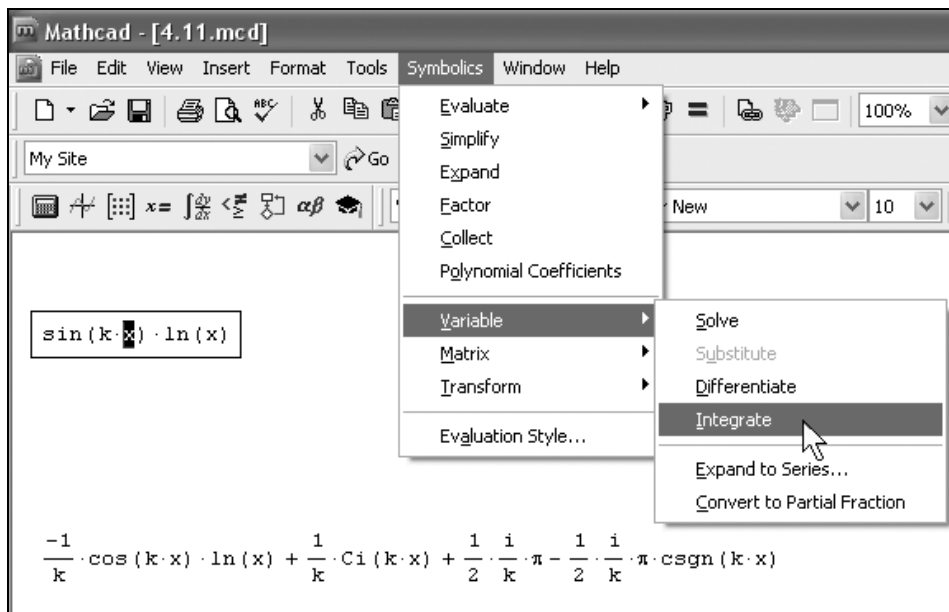 Mathcad - [4.11.mcd]
File Edit View Insert Format Tools Symbolics Window Help
100%
My Site Go
New 10
Evaluate
Simplify
Expand
Factor
Collect
Polynomial Coefficients
Variable
Matrix
Transform
Evaluation Style...
Solve
Substitute
Differentiate
Integrate
Expand to Series...
Convert to Partial Fraction
sin(k·x)·ln(x)
-1/k·cos(k·x)·ln(x) + 1/k·Ci(k·x) + 1/2·i/k·π - 1/2·i/k·π·csgn(k·x)